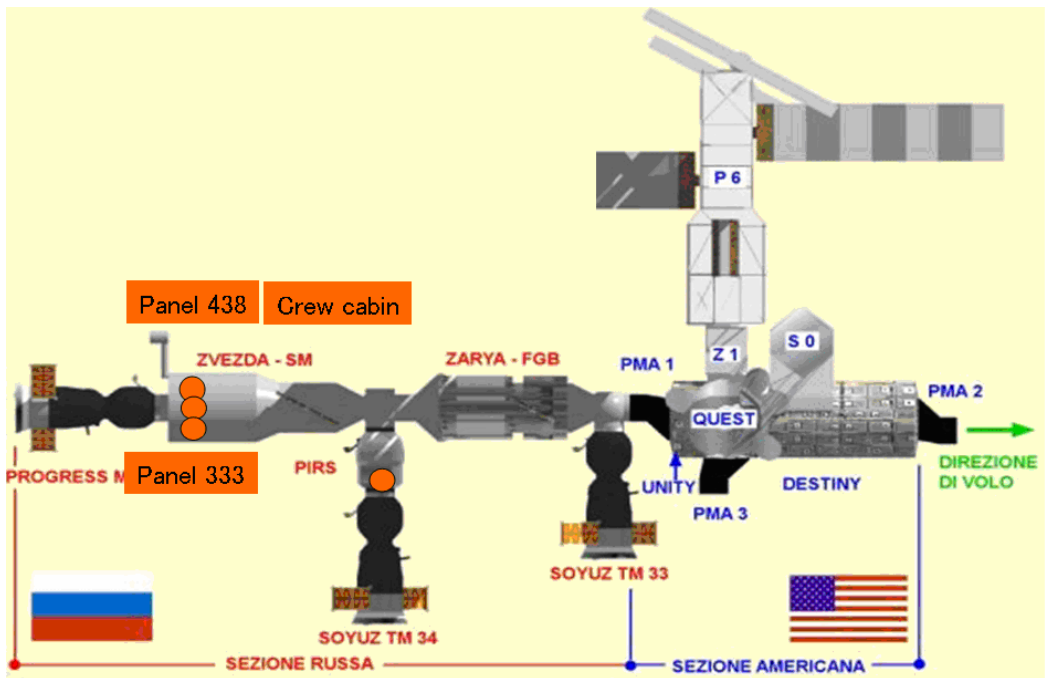 P 6
Panel 438
Crew cabin
Z 1
S 0
ZVEZDA - SM
ZARYA - FGB
PMA 1
PMA 2
QUEST
PROGRESS M
Panel 333
PIRS
UNITY
DESTINY
DIREZIONE
DI VOLO
PMA 3
SOYUZ TM 33
SOYUZ TM 34
SEZIONE RUSSA
SEZIONE AMERICANA